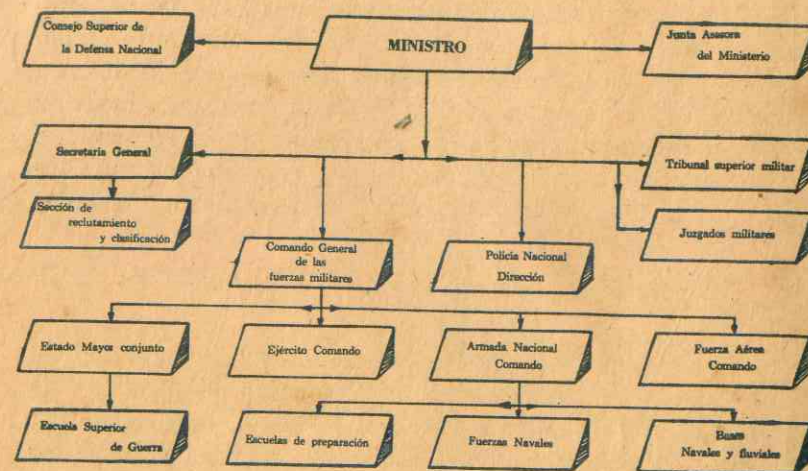 Consejo Superior de
la Defensa Nacional
MINISTRO
Junta Asesora
del Ministerio
Secretaria General
Tribunal superior militar
Sección de
reclutamiento
y clasificación
Juzgados militares
Comando General
de las
fuerzas militares
Policía Nacional
Dirección
Estado Mayor conjunto
Ejército Comando
Armada Nacional
Comando
Fuerza Aérea
Comando
Escuela Superior
de Guerra
Escuelas de preparación
Fuerzas Navales
Bases
Navales y fluviales